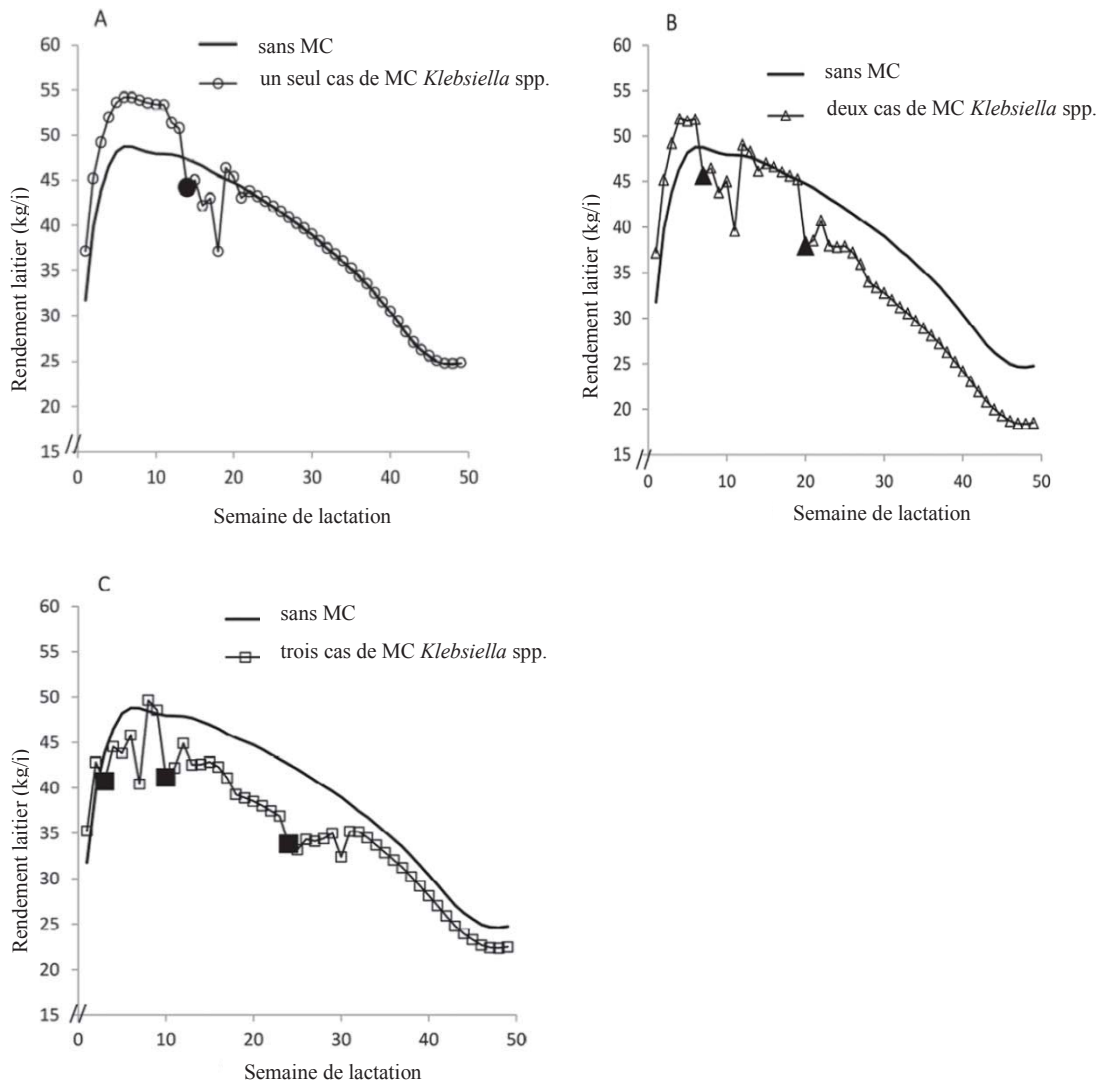 A
sans MC
un seul cas de MC Klebsiella spp.
Rendement laitier (kg/j)
60
55
50
45
40
35
30
25
20
15
0 10 20 30 40 50
Semaine de lactation
B
sans MC
deux cas de MC Klebsiella spp.
Rendement laitier (kg/j)
60
55
50
45
40
35
30
25
20
15
0 10 20 30 40 50
Semaine de lactation
C
sans MC
trois cas de MC Klebsiella spp.
Rendement laitier (kg/j)
60
55
50
45
40
35
30
25
20
15
0 10 20 30 40 50
Semaine de lactation